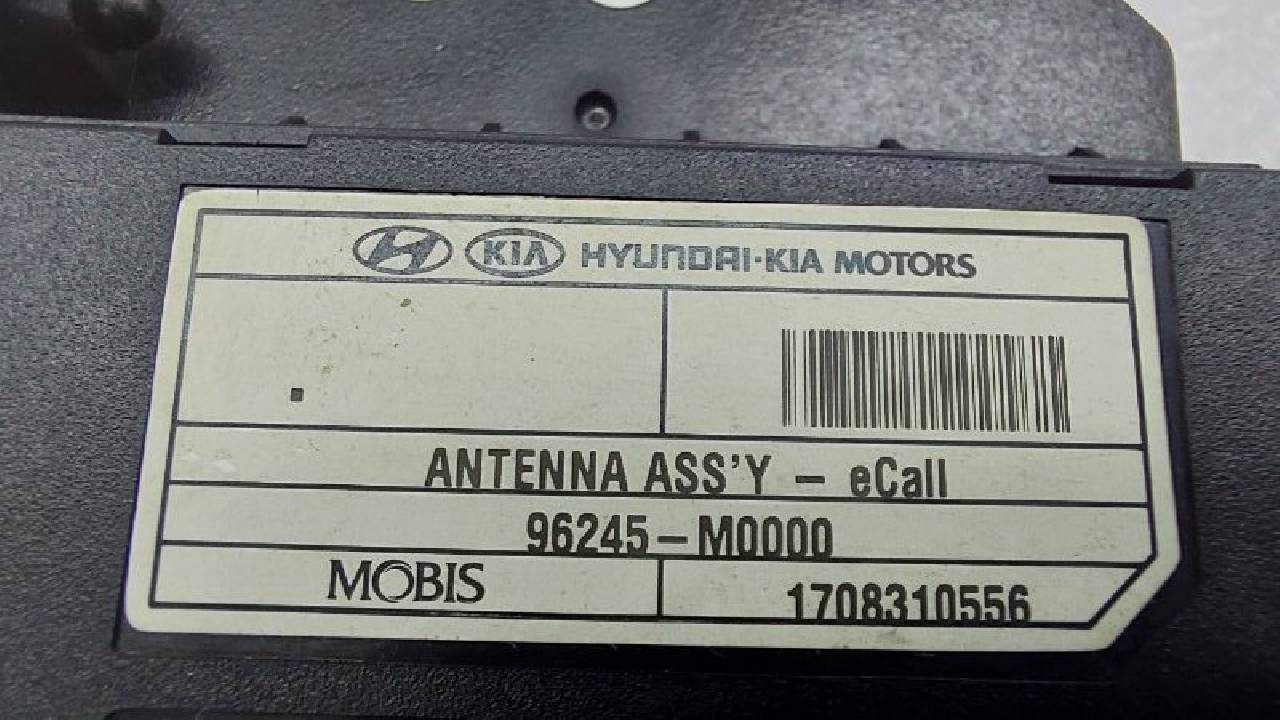 KIA HYUNDAI·KIA MOTORS
ANTENNA ASS'Y – eCall
96245–M0000
MOBIS
1708310556